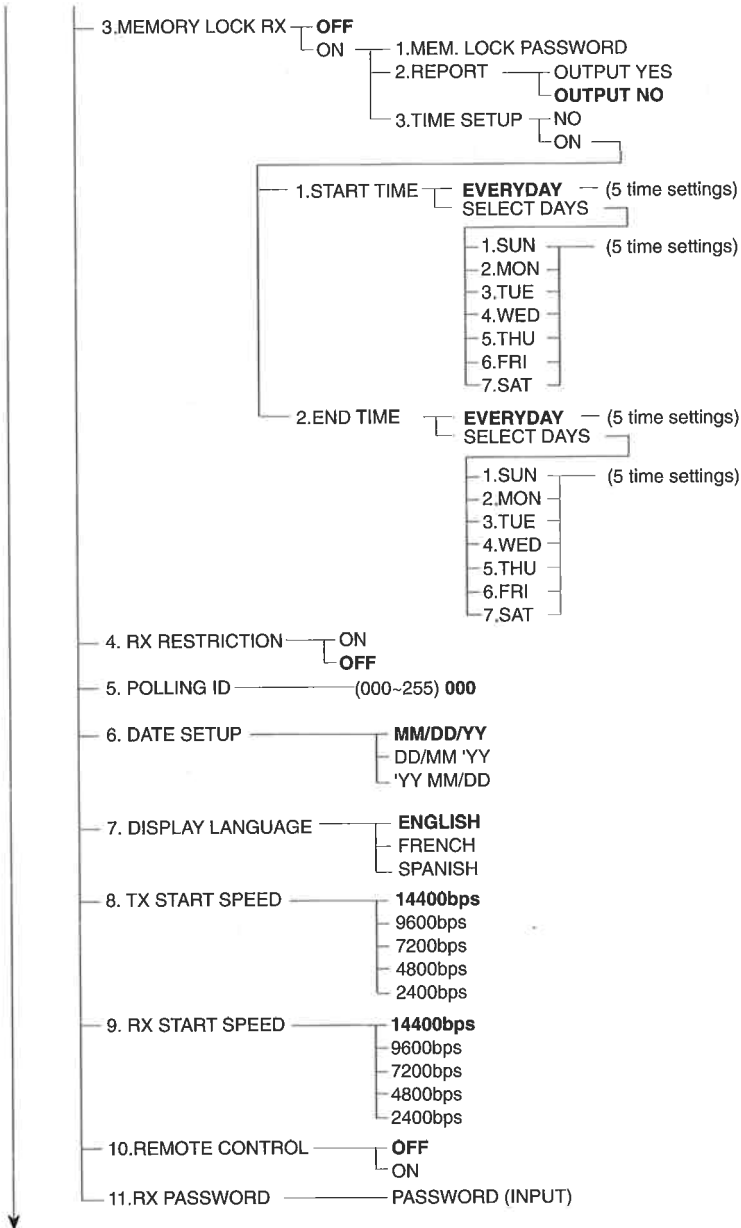 3.MEMORY LOCK RX OFF
ON 1.MEM. LOCK PASSWORD
2.REPORT OUTPUT YES
OUTPUT NO
3.TIME SETUP NO
ON
1.START TIME EVERYDAY (5 time settings)
SELECT DAYS
1.SUN (5 time settings)
2.MON
3.TUE
4.WED
5.THU
6.FRI
7.SAT
2.END TIME EVERYDAY (5 time settings)
SELECT DAYS
1.SUN (5 time settings)
2.MON
3.TUE
4.WED
5.THU
6.FRI
7.SAT
4. RX RESTRICTION ON
OFF
5. POLLING ID (000~255) 000
6. DATE SETUP MM/DD/YY
DD/MM 'YY
'YY MM/DD
7. DISPLAY LANGUAGE ENGLISH
FRENCH
SPANISH
8. TX START SPEED 14400bps
9600bps
7200bps
4800bps
2400bps
9. RX START SPEED 14400bps
9600bps
7200bps
4800bps
2400bps
10.REMOTE CONTROL OFF
ON
11.RX PASSWORD PASSWORD (INPUT)